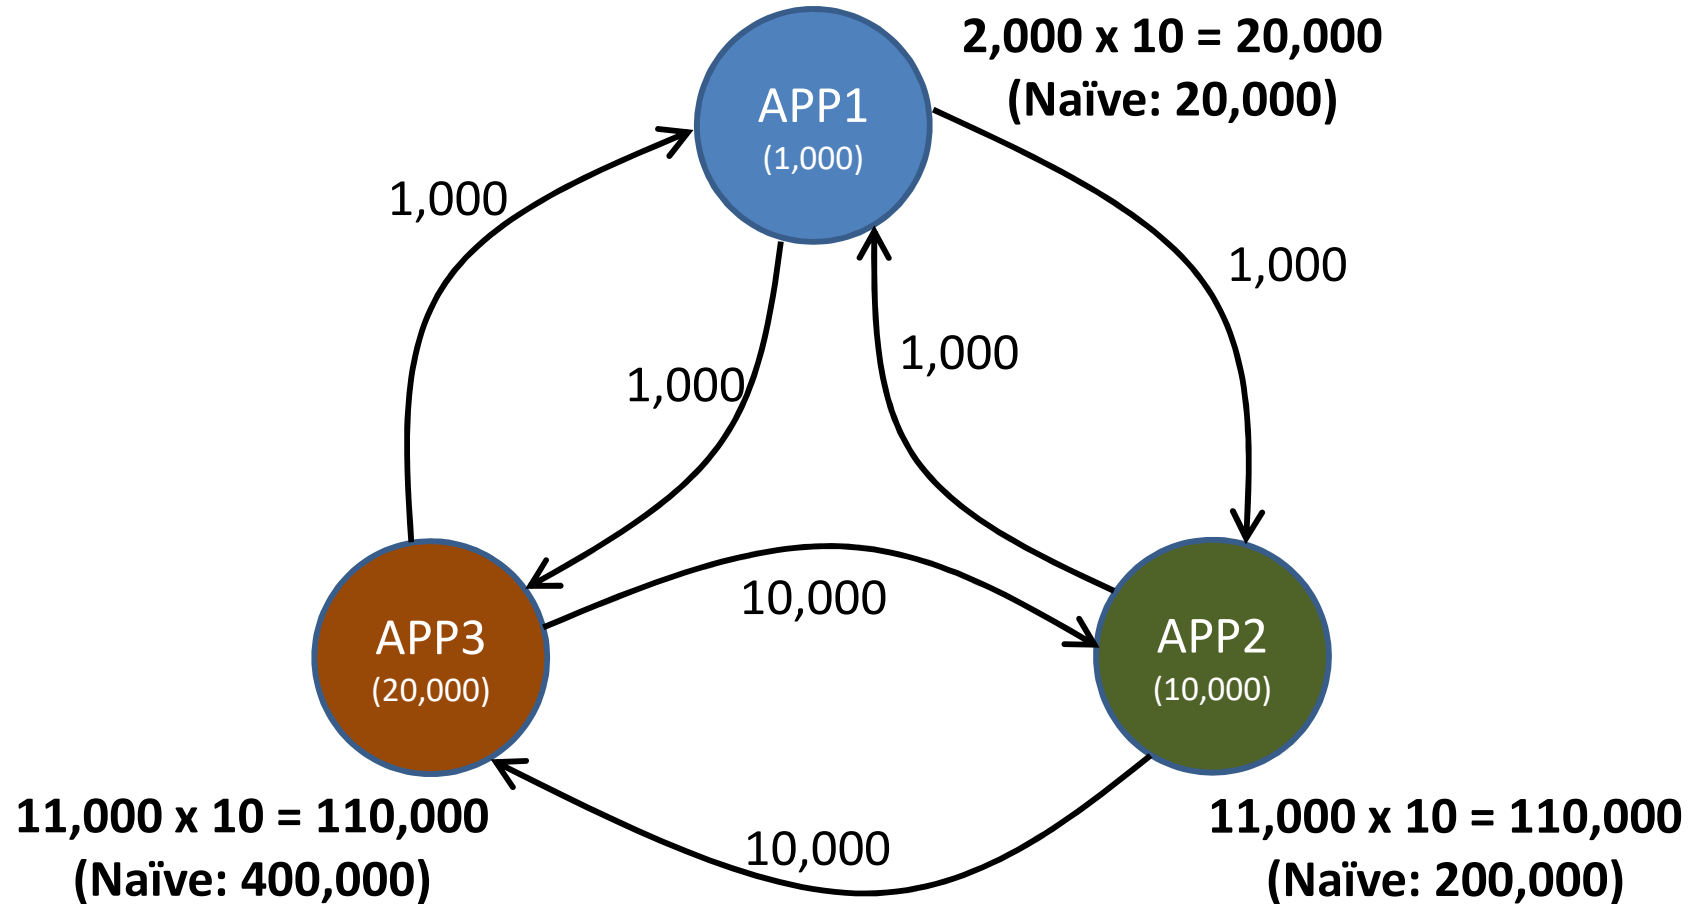 2,000 x 10 = 20,000
(Naïve: 20,000)
APP1
(1,000)
1,000
1,000
1,000
1,000
10,000
APP3
(20,000)
APP2
(10,000)
10,000
11,000 x 10 = 110,000
(Naïve: 400,000)
11,000 x 10 = 110,000
(Naïve: 200,000)